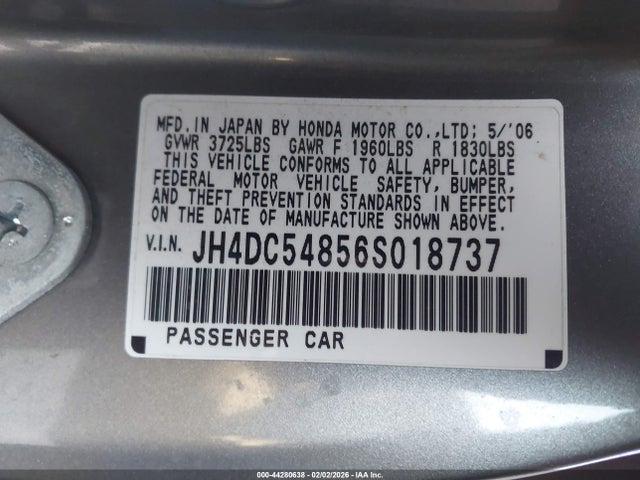 MFD.IN JAPAN BY HONDA MOTOR CO.,LTD; 5/'06
GVWR 3725LBS GAWR F 1960LBS R 1830LBS
THIS VEHICLE CONFORMS TO ALL APPLICABLE
FEDERAL MOTOR VEHICLE SAFETY, BUMPER,
AND THEFT PREVENTION STANDARDS IN EFFECT
ON THE DATE OF MANUFACTURE SHOWN ABOVE.
V.I.N. JH4DC54856S018737
PASSENGER CAR
000-44280638 - 02/02/2026 - IAA Inc.